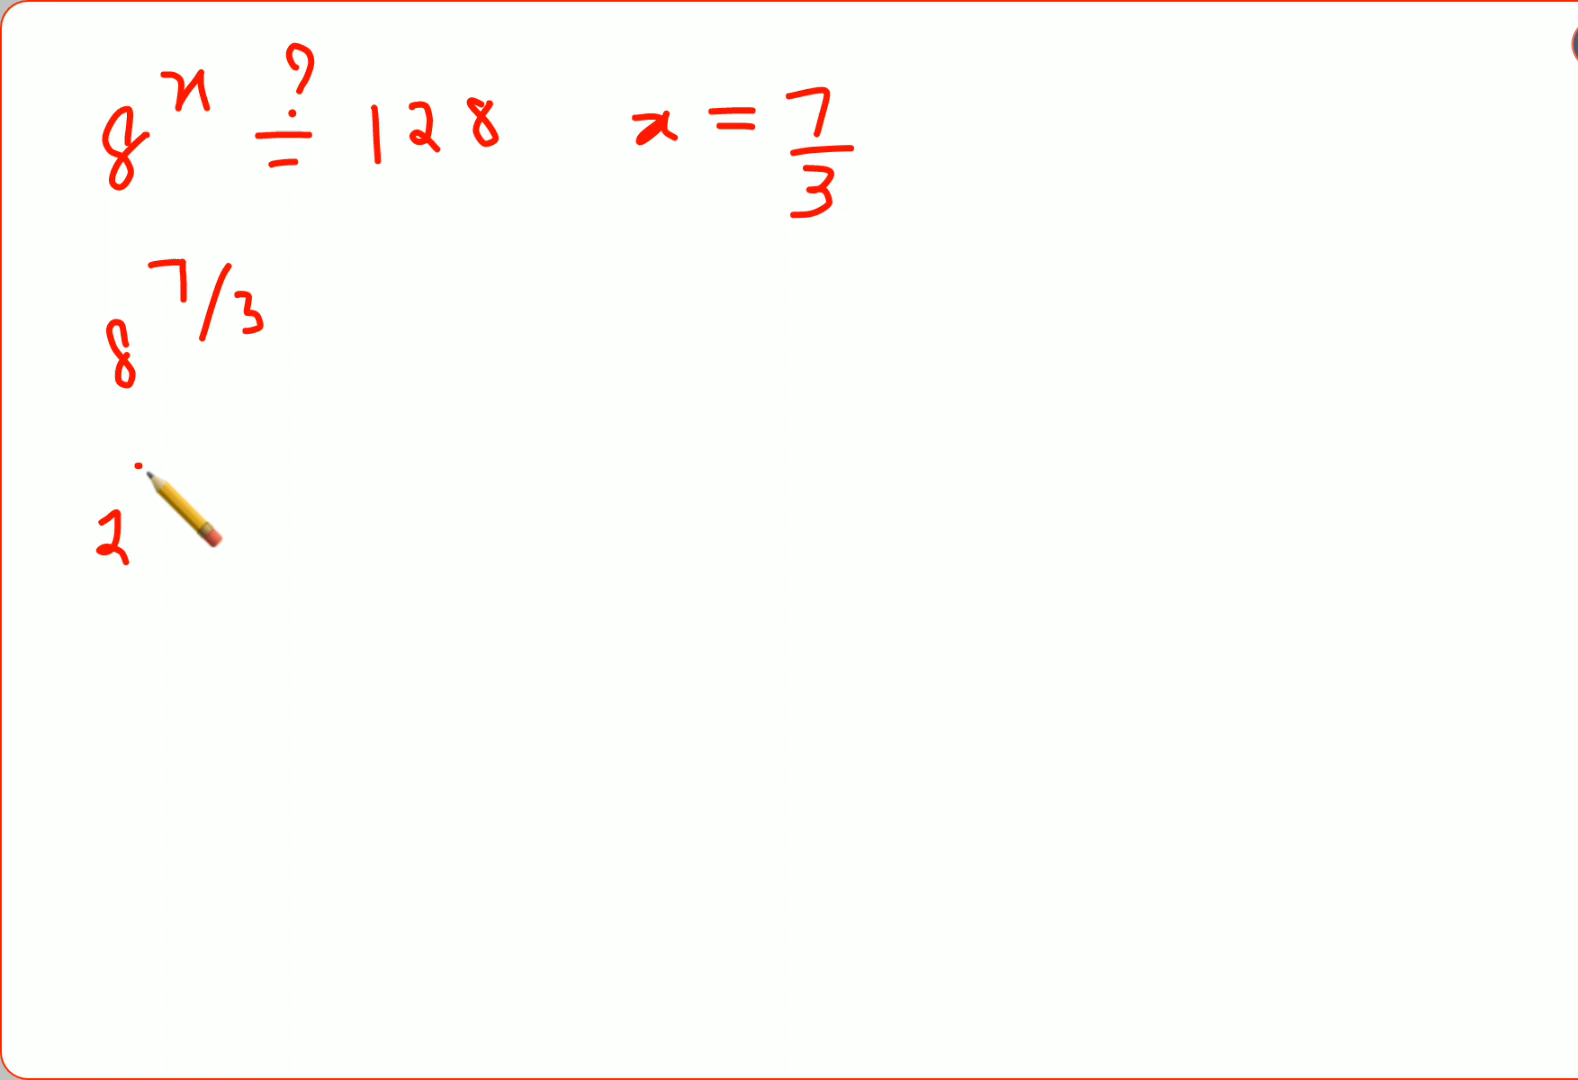 8^x ≟ 128 x = 7/3
8^7/3
2